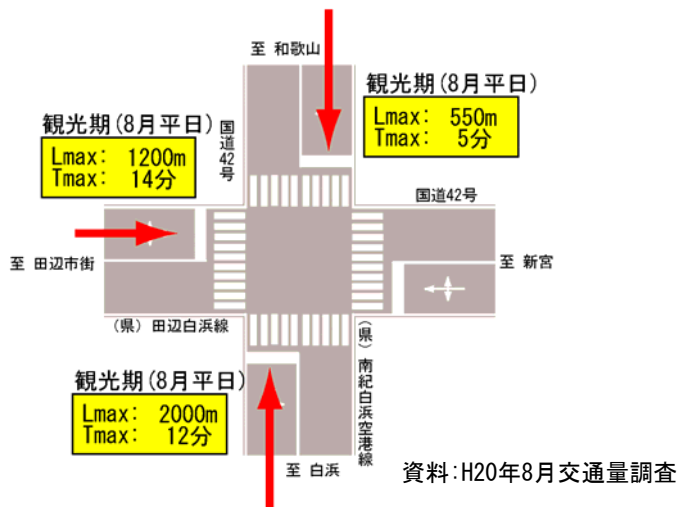 至 和歌山
観光期(8月平日)
Lmax: 550m
Tmax: 5分
観光期(8月平日)
Lmax: 1200m
Tmax: 14分
国道42号
国道42号
至 田辺市街
至 新宮
(県) 田辺白浜線
(県) 南紀白浜空港線
観光期(8月平日)
Lmax: 2000m
Tmax: 12分
至 白浜
資料:H20年8月交通量調査